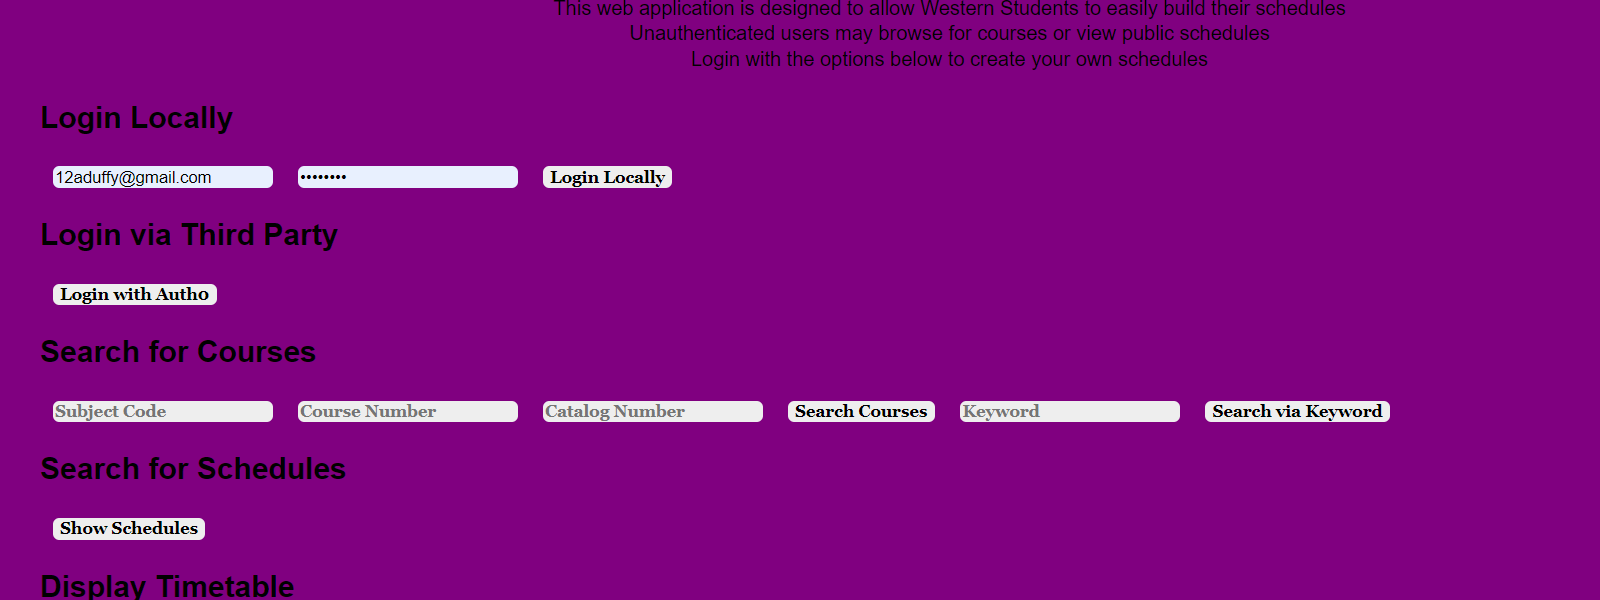 This web application is designed to allow Western Students to easily build their schedules
Unauthenticated users may browse for courses or view public schedules
Login with the options below to create your own schedules
Login Locally
12aduffy@gmail.com •••••••• Login Locally
Login via Third Party
Login with Auth0
Search for Courses
Subject Code Course Number Catalog Number Search Courses Keyword Search via Keyword
Search for Schedules
Show Schedules
Display Timetable